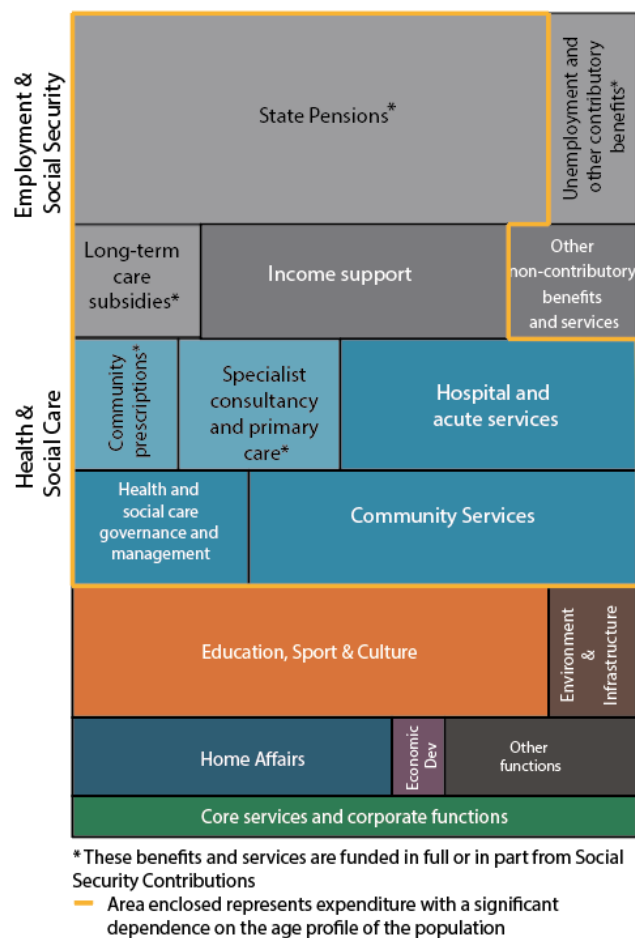 Employment &
Social Security
State Pensions*
Unemployment and
other contributory
benefits*
Long-term
care
subsidies*
Income support
Other
non-contributory
benefits
and services
Health &
Social Care
Community
prescriptions*
Specialist
consultancy
and primary
care*
Hospital and
acute services
Health and
social care
governance and
management
Community Services
Education, Sport & Culture
Environment
&
Infrastructure
Home Affairs
Economic
Dev
Other
functions
Core services and corporate functions
* These benefits and services are funded in full or in part from Social
Security Contributions
Area enclosed represents expenditure with a significant
dependence on the age profile of the population